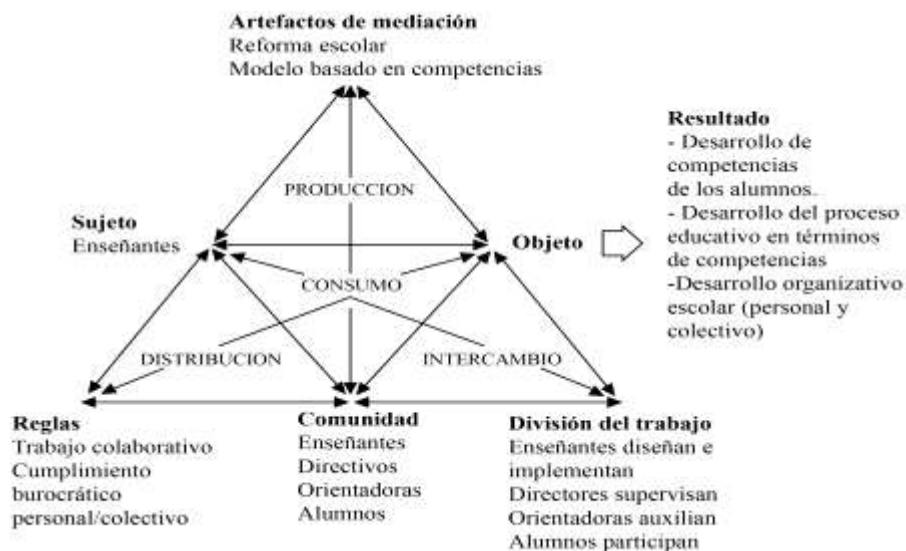 Artefactos de mediación
Reforma escolar
Modelo basado en competencias
Resultado
- Desarrollo de
competencias
de los alumnos.
- Desarrollo del proceso
educativo en términos
de competencias
-Desarrollo organizativo
escolar (personal y
colectivo)
PRODUCCION
Sujeto
Enseñantes
Objeto
CONSUMO
DISTRIBUCION
INTERCAMBIO
Reglas
Trabajo colaborativo
Cumplimiento
burocrático
personal/colectivo
Comunidad
Enseñantes
Directivos
Orientadoras
Alumnos
División del trabajo
Enseñantes diseñan e
implementan
Directores supervisan
Orientadoras auxilian
Alumnos participan